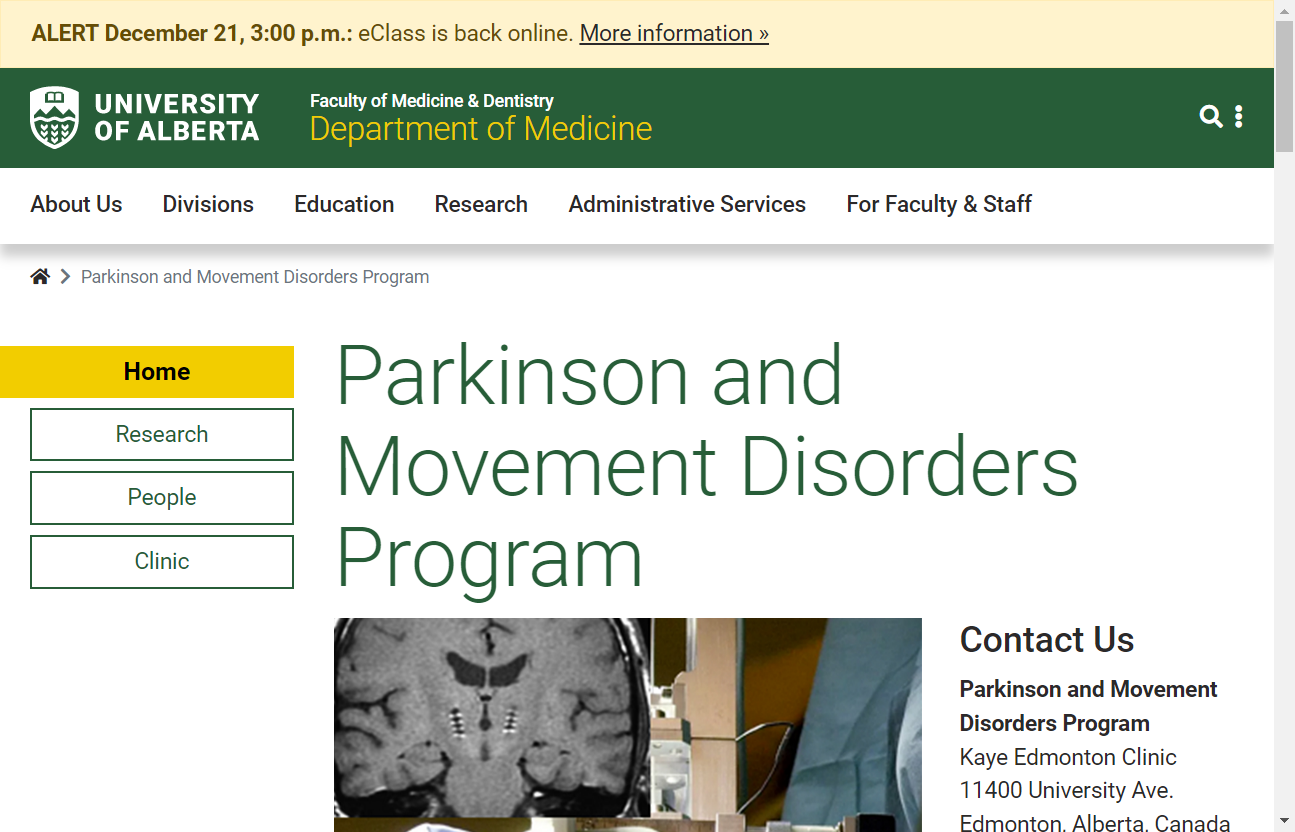 ALERT December 21, 3:00 p.m.: eClass is back online. More information »
UNIVERSITY
OF ALBERTA
Faculty of Medicine & Dentistry
Department of Medicine
About Us Divisions Education Research Administrative Services For Faculty & Staff
Parkinson and Movement Disorders Program
Home
Research
People
Clinic
Parkinson and
Movement Disorders
Program
Contact Us
Parkinson and Movement
Disorders Program
Kaye Edmonton Clinic
11400 University Ave.
Edmonton, Alberta, Canada